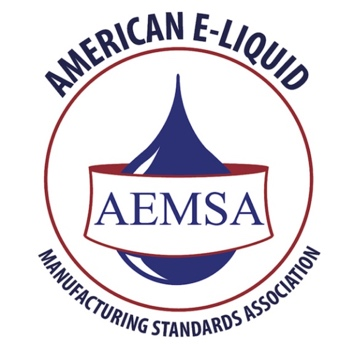 AMERICAN E-LIQUID
AEMSA
MANUFACTURING STANDARDS ASSOCIATION